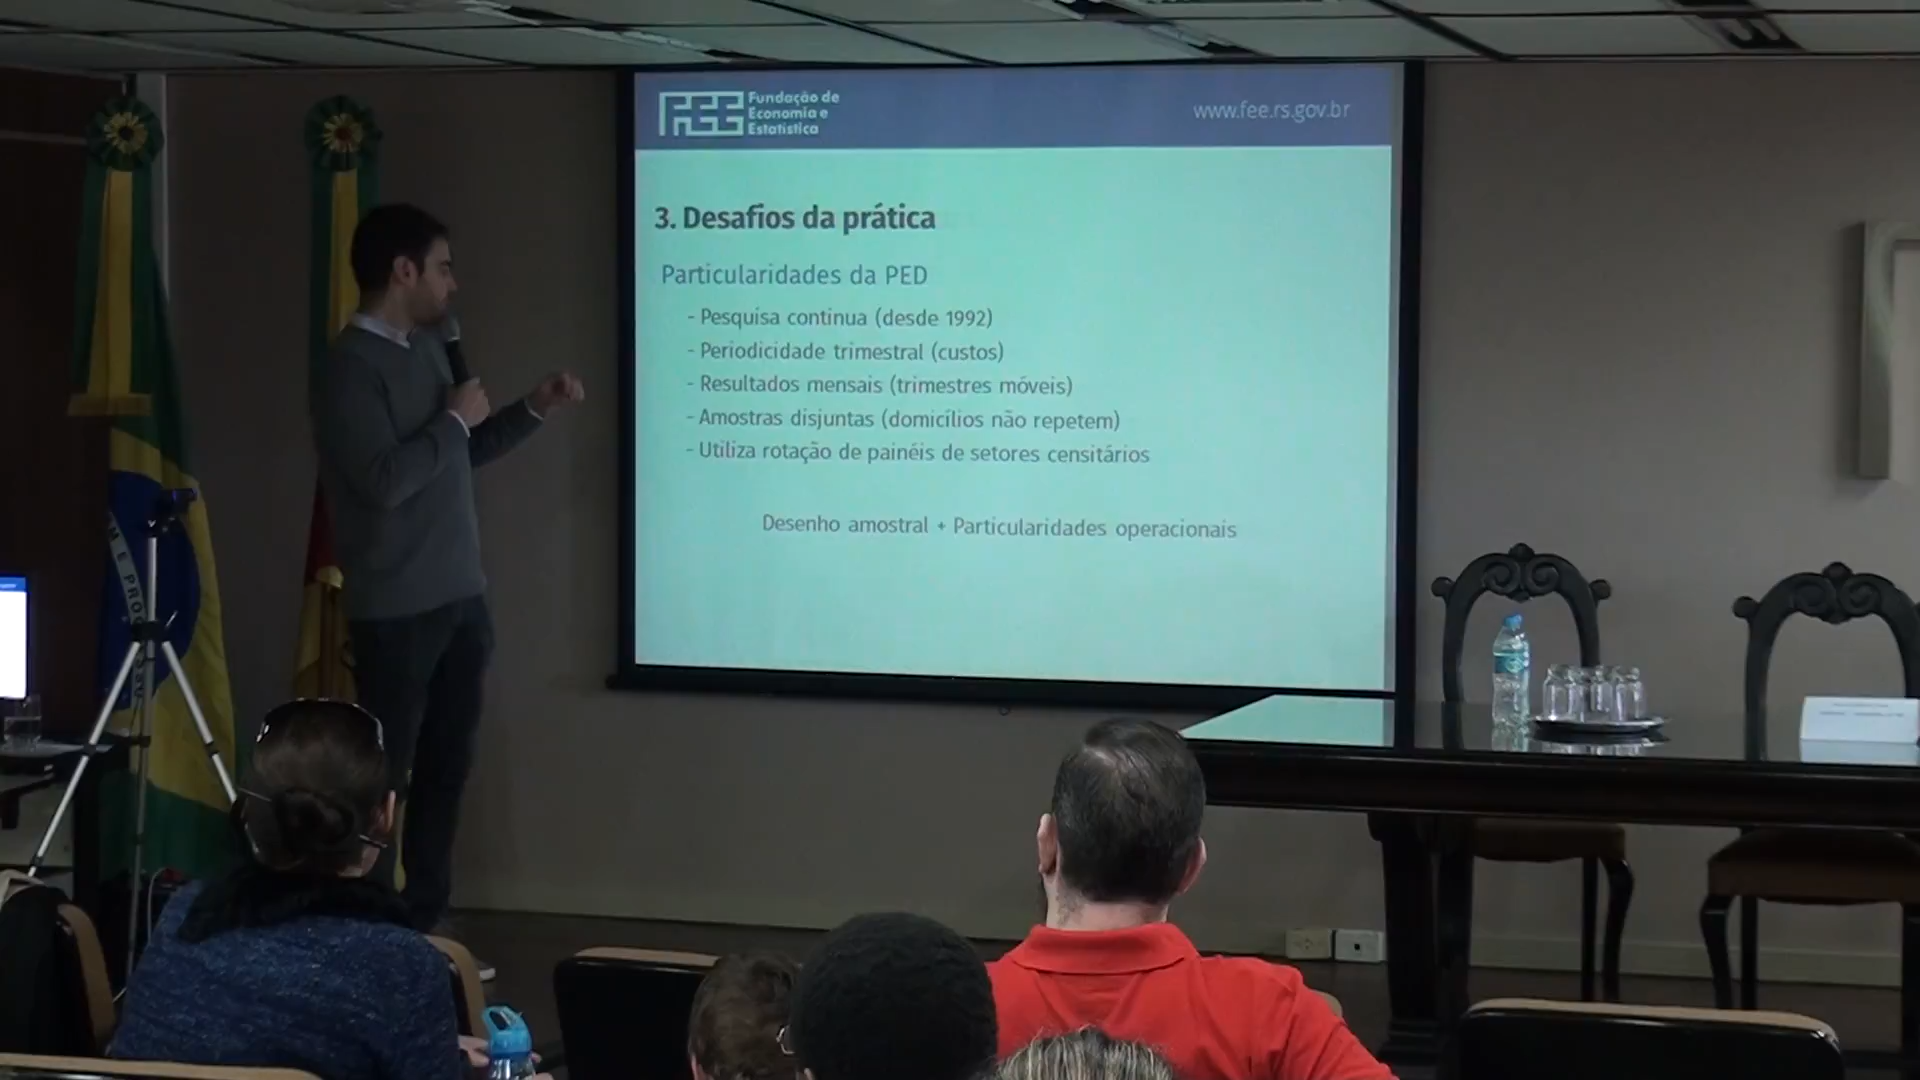 Fundação de
Economia e
Estatística
www.fee.rs.gov.br
3. Desafios da prática
Particularidades da PED
- Pesquisa contínua (desde 1992)
- Periodicidade trimestral (custos)
- Resultados mensais (trimestres móveis)
- Amostras disjuntas (domicílios não repetem)
- Utiliza rotação de painéis de setores censitários
Desenho amostral + Particularidades operacionais
M E PRO